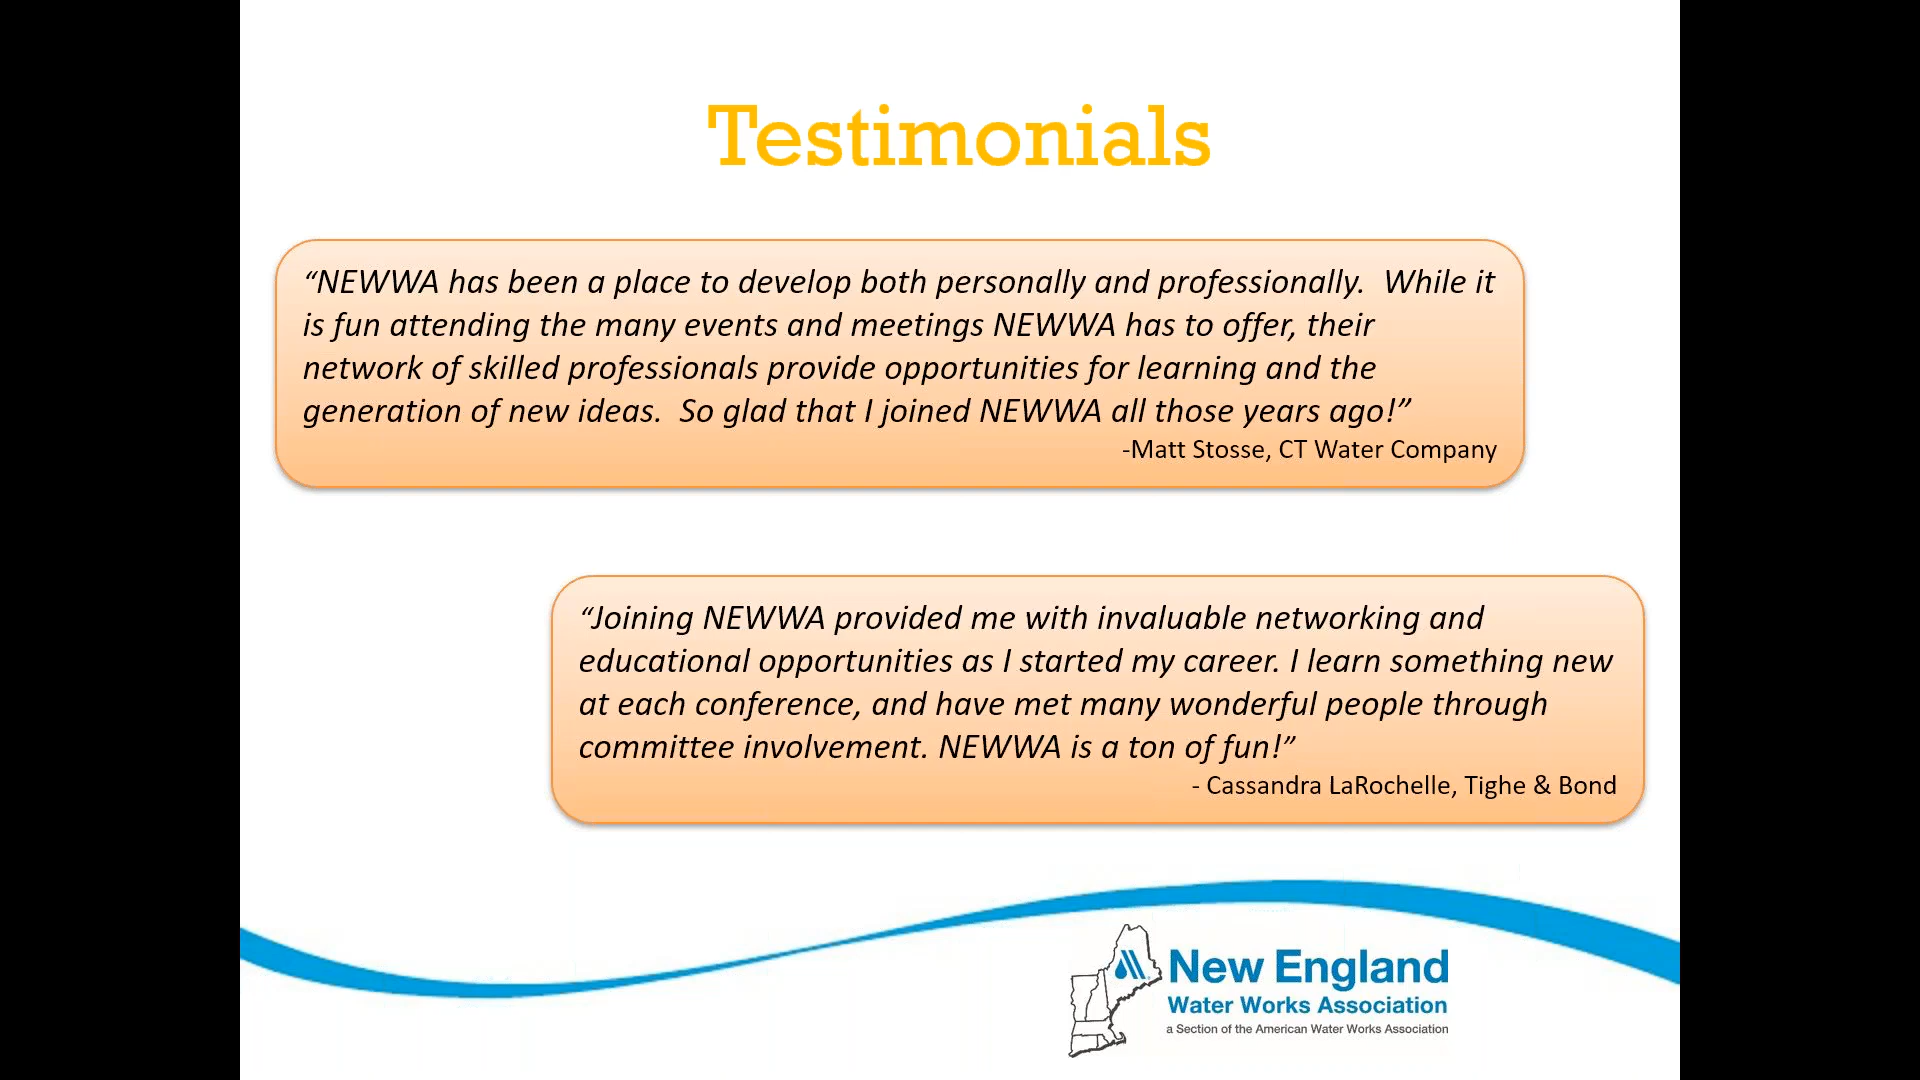 Testimonials
“NEWWA has been a place to develop both personally and professionally.  While it
is fun attending the many events and meetings NEWWA has to offer, their
network of skilled professionals provide opportunities for learning and the
generation of new ideas.  So glad that I joined NEWWA all those years ago!”
-Matt Stosse, CT Water Company
“Joining NEWWA provided me with invaluable networking and
educational opportunities as I started my career. I learn something new
at each conference, and have met many wonderful people through
committee involvement. NEWWA is a ton of fun!”
- Cassandra LaRochelle, Tighe & Bond
New England
Water Works Association
a Section of the American Water Works Association